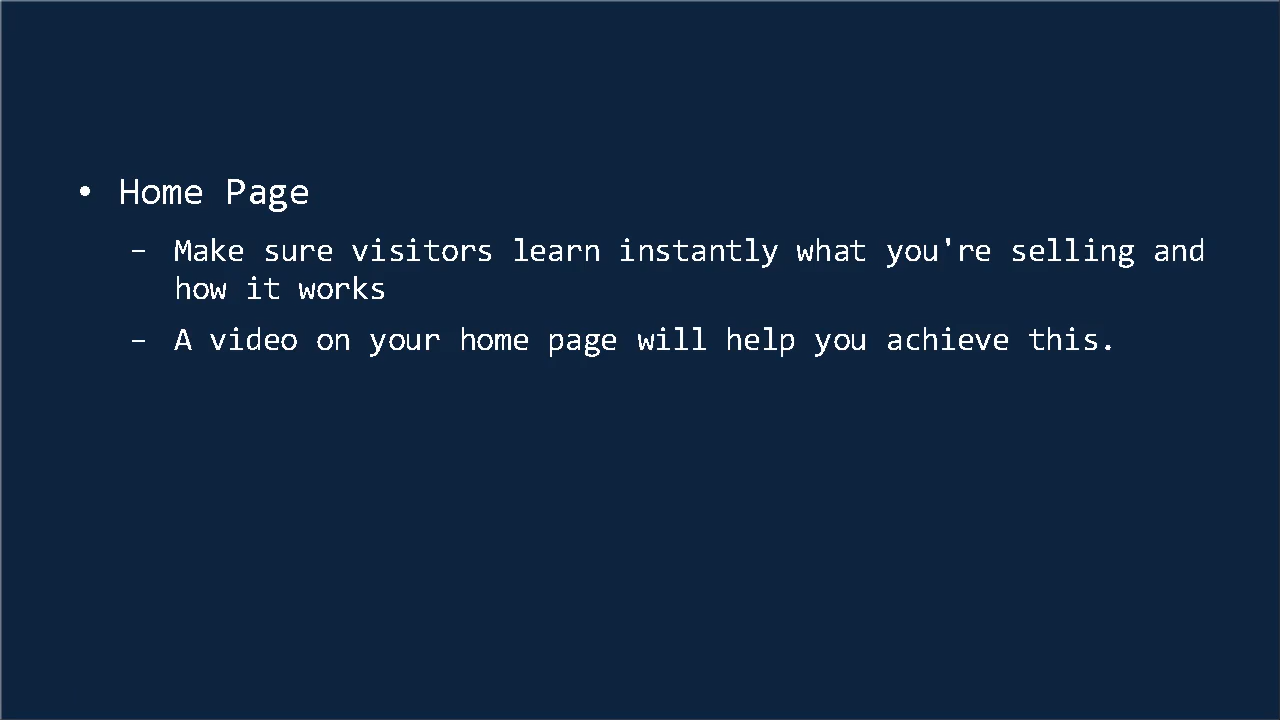 • Home Page
– Make sure visitors learn instantly what you're selling and
how it works
– A video on your home page will help you achieve this.